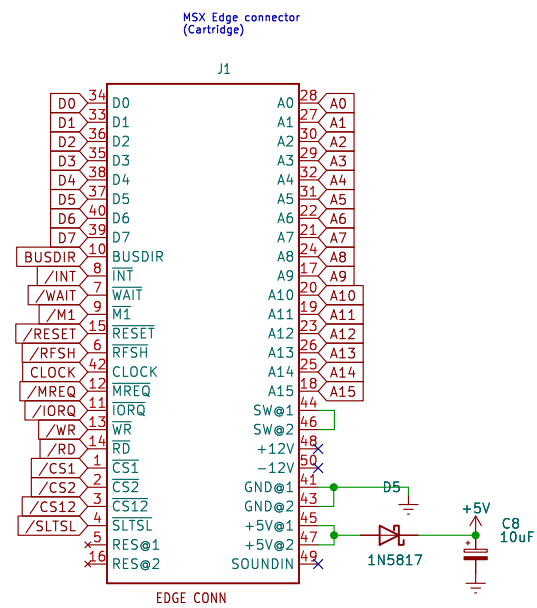 MSX Edge connector
(Cartridge)
J1
D0 34 D0 A0 28 A0
D1 33 D1 A1 27 A1
D2 36 D2 A2 30 A2
D3 35 D3 A3 29 A3
D4 38 D4 A4 32 A4
D5 37 D5 A5 31 A5
D6 40 D6 A6 22 A6
D7 39 D7 A7 21 A7
BUSDIR 10 BUSDIR A8 24 A8
/INT 8 INT A9 17 A9
/WAIT 7 WAIT A10 20 A10
/M1 9 M1 A11 19 A11
/RESET 15 RESET A12 23 A12
/RFSH 6 RFSH A13 26 A13
CLOCK 42 CLOCK A14 25 A14
/MREQ 12 MREQ A15 18 A15
/IORQ 11 IORQ SW@1 44
/WR 13 WR SW@2 46
/RD 14 RD +12V 48
/CS1 1 CS1 -12V 50
/CS2 2 CS2 GND@1 41 D5
/CS12 3 CS12 GND@2 43
/SLTSL 4 SLTSL +5V@1 45 +5V C8
5 RES@1 +5V@2 47 1N5817 10uF
16 RES@2 SOUNDIN 49
EDGE CONN